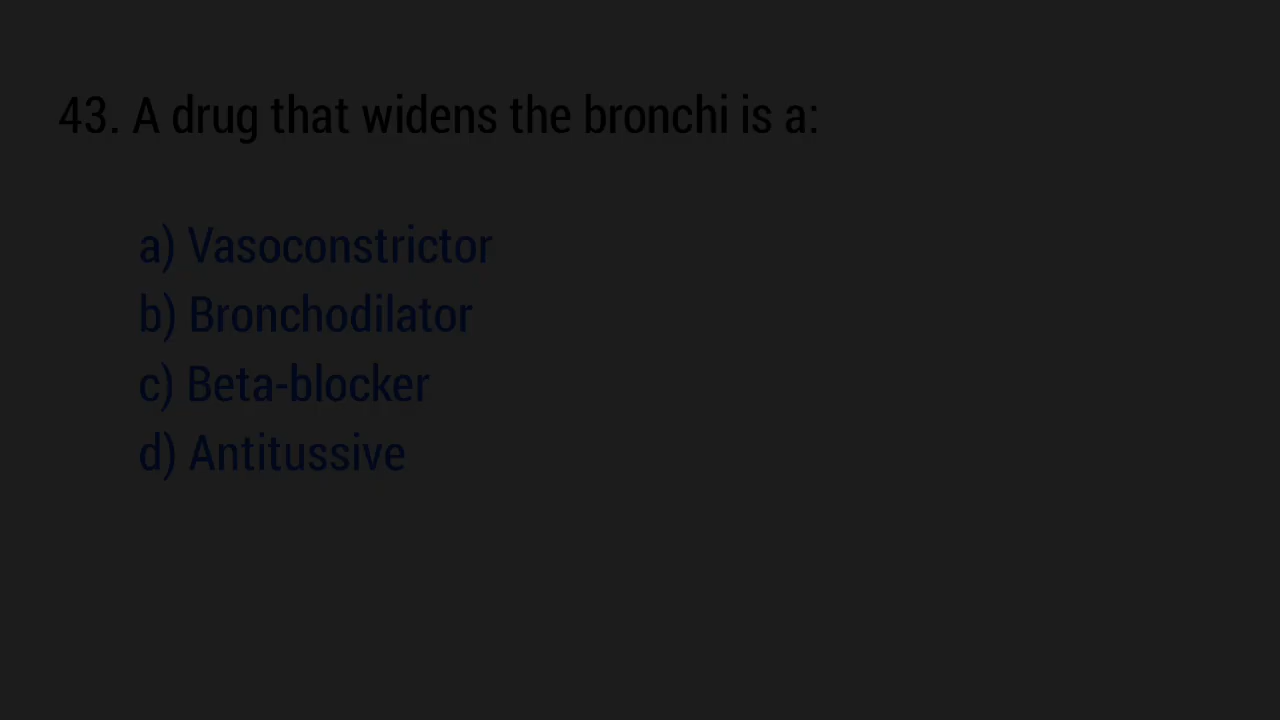 43. A drug that widens the bronchi is a:
a) Vasoconstrictor
b) Bronchodilator
c) Beta-blocker
d) Antitussive